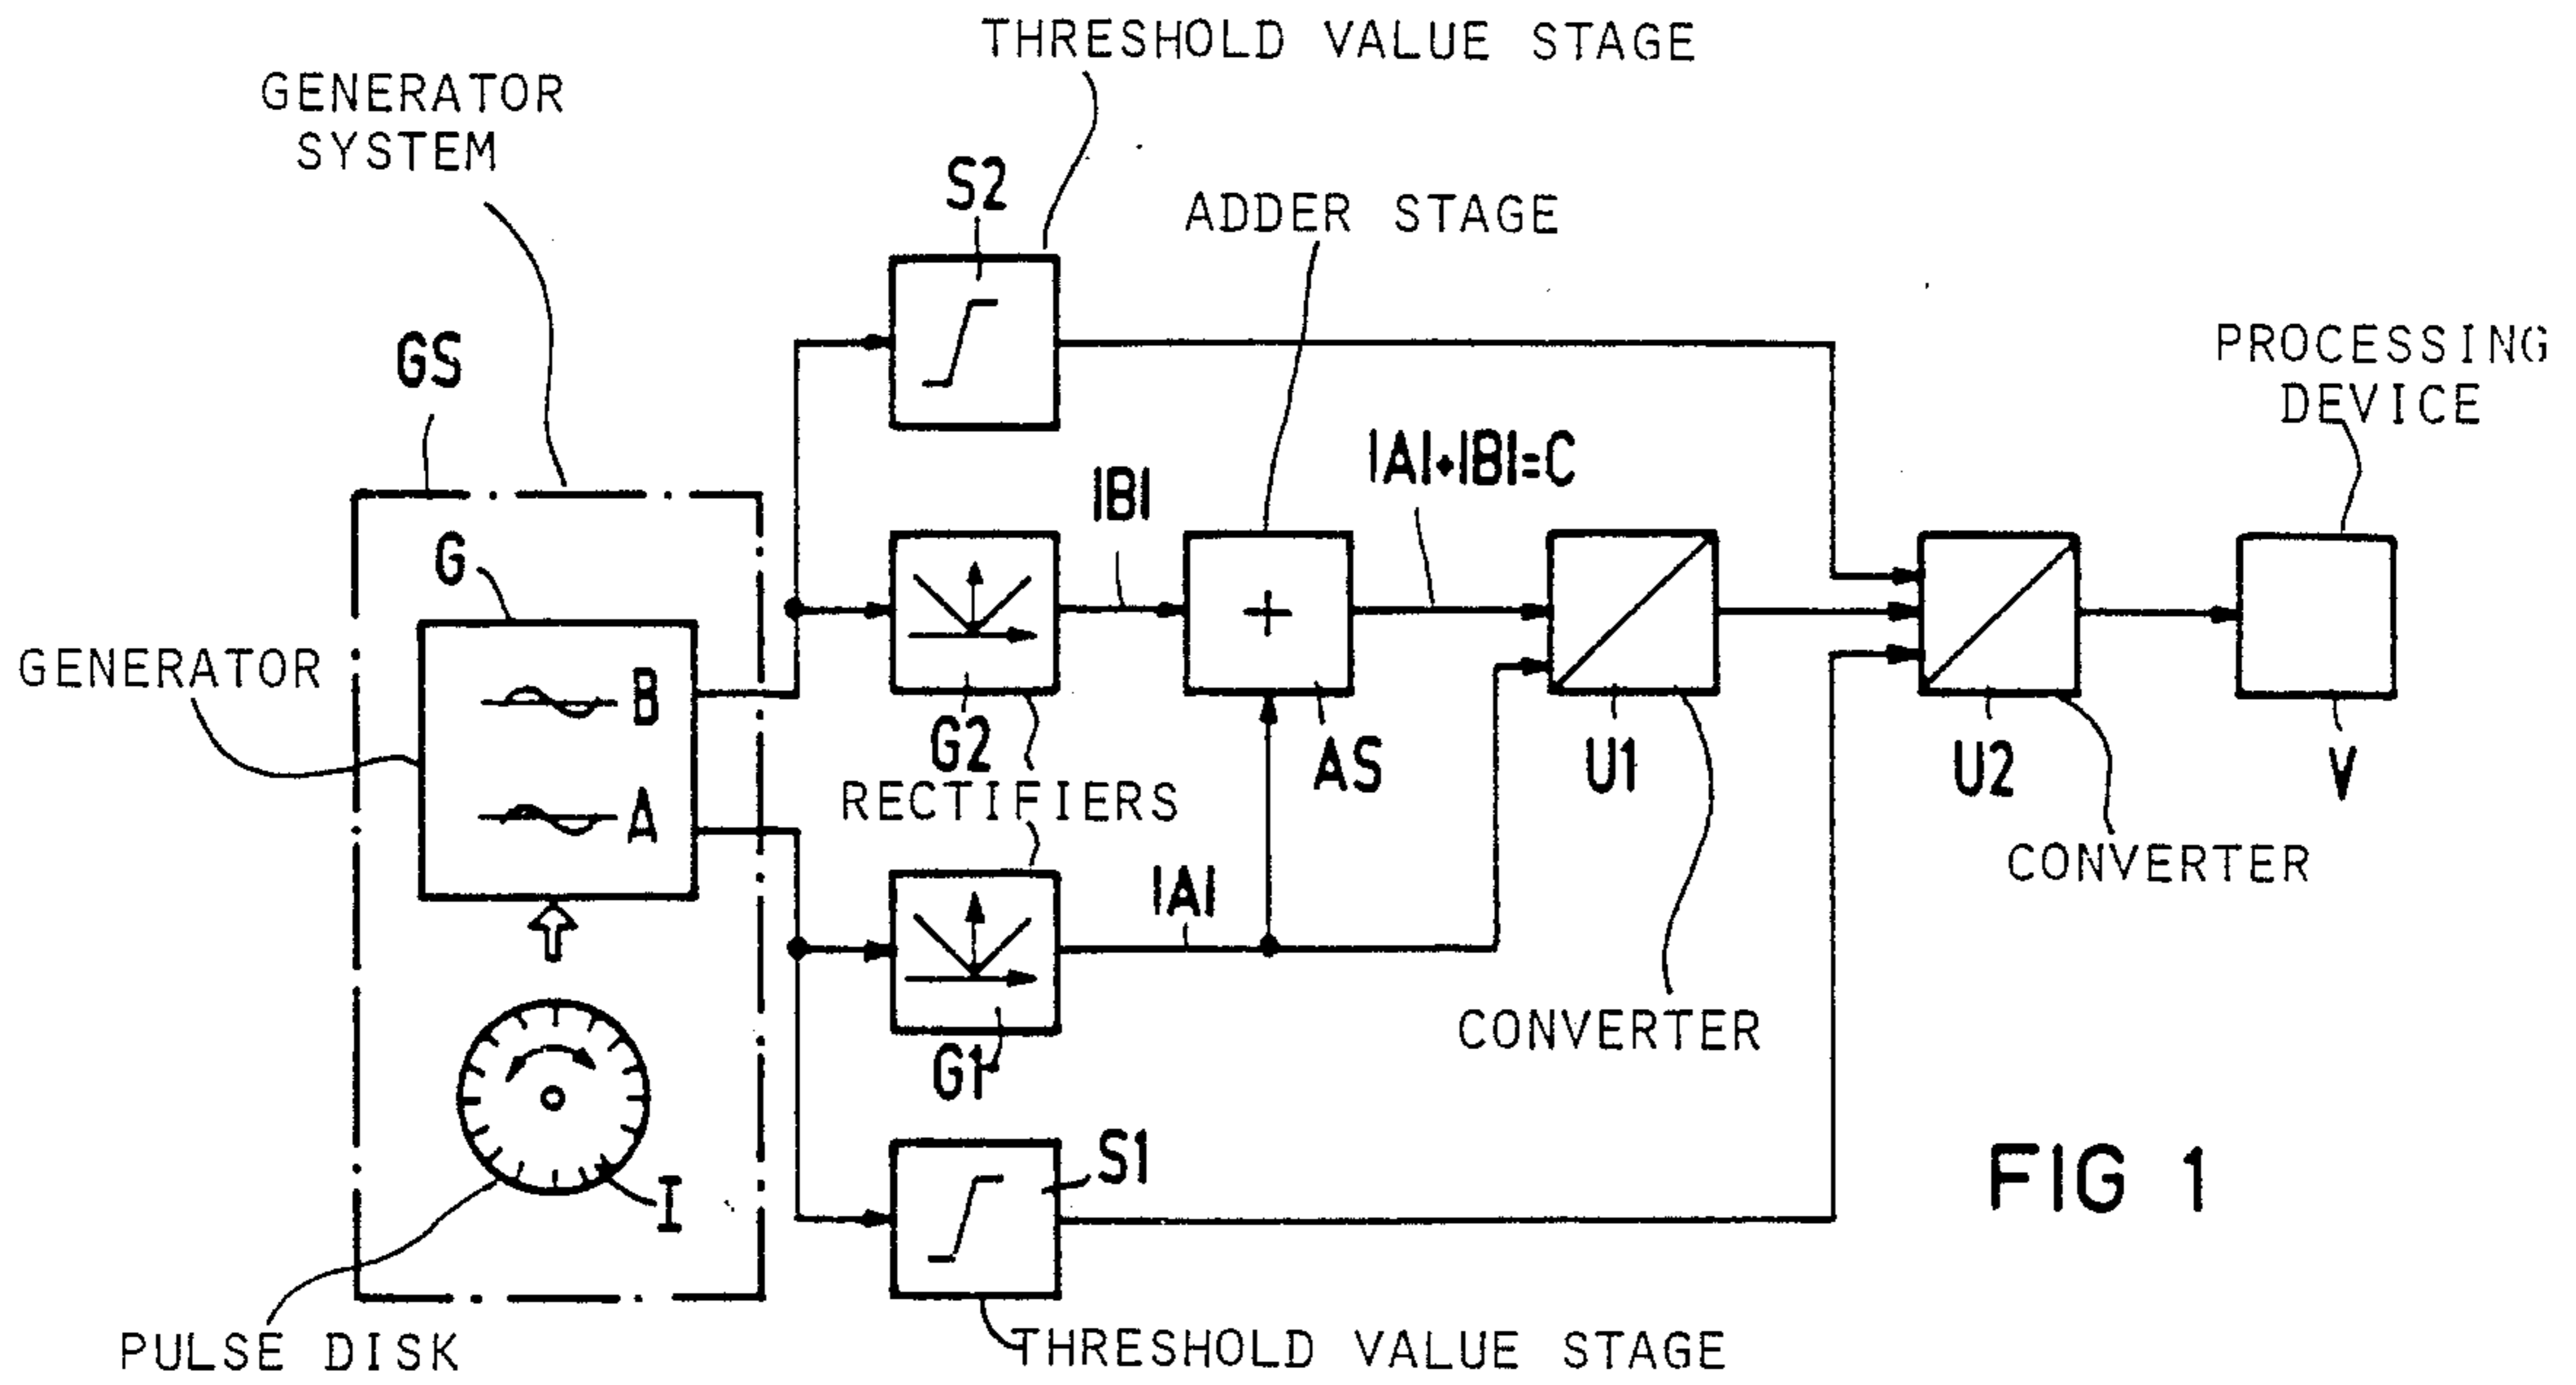 THRESHOLD VALUE STAGE
GENERATOR
SYSTEM
S2
ADDER STAGE
GS
PROCESSING
DEVICE
|A|+|B|=C
|B|
G
GENERATOR
B
A
G2
AS
U1
U2
V
RECTIFIERS
CONVERTER
|A|
CONVERTER
G1
S1
I
FIG 1
PULSE DISK
THRESHOLD VALUE STAGE